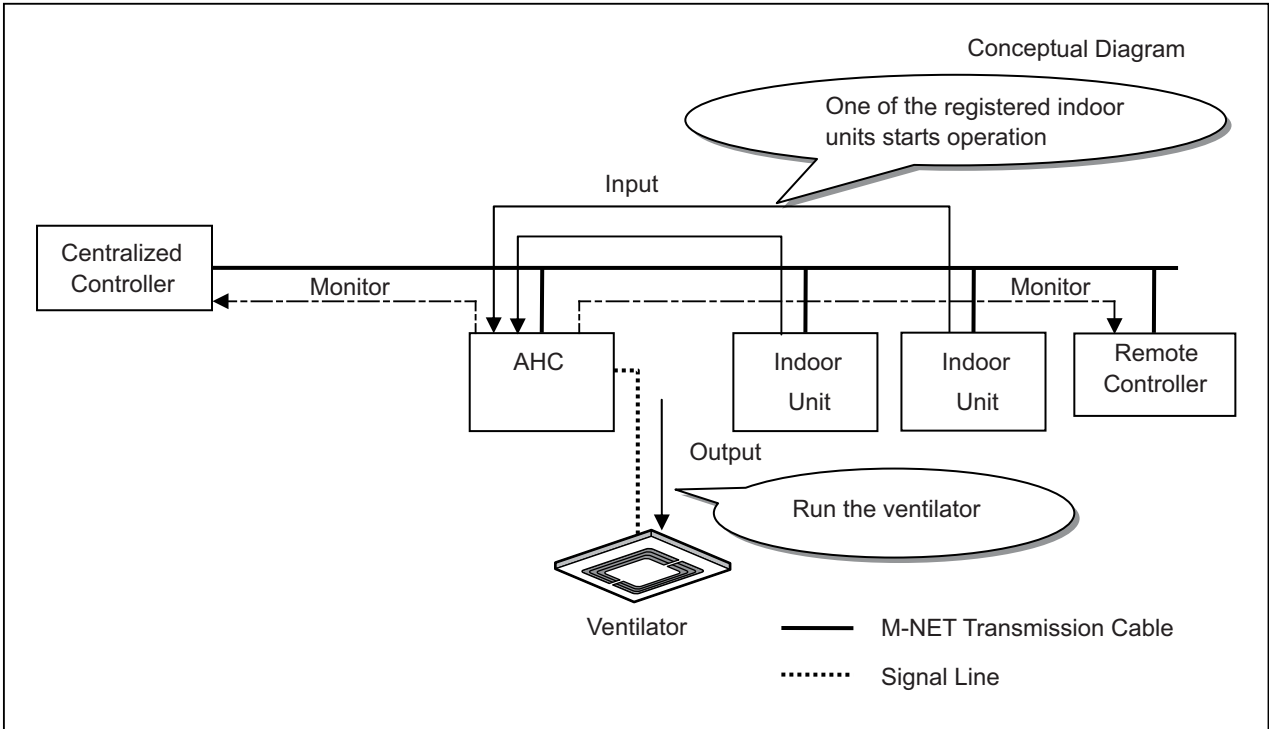 Conceptual Diagram
One of the registered indoor
units starts operation
Input
Centralized
Controller
Monitor
Monitor
AHC
Indoor
Unit
Indoor
Unit
Remote
Controller
Output
Run the ventilator
Ventilator
M-NET Transmission Cable
Signal Line